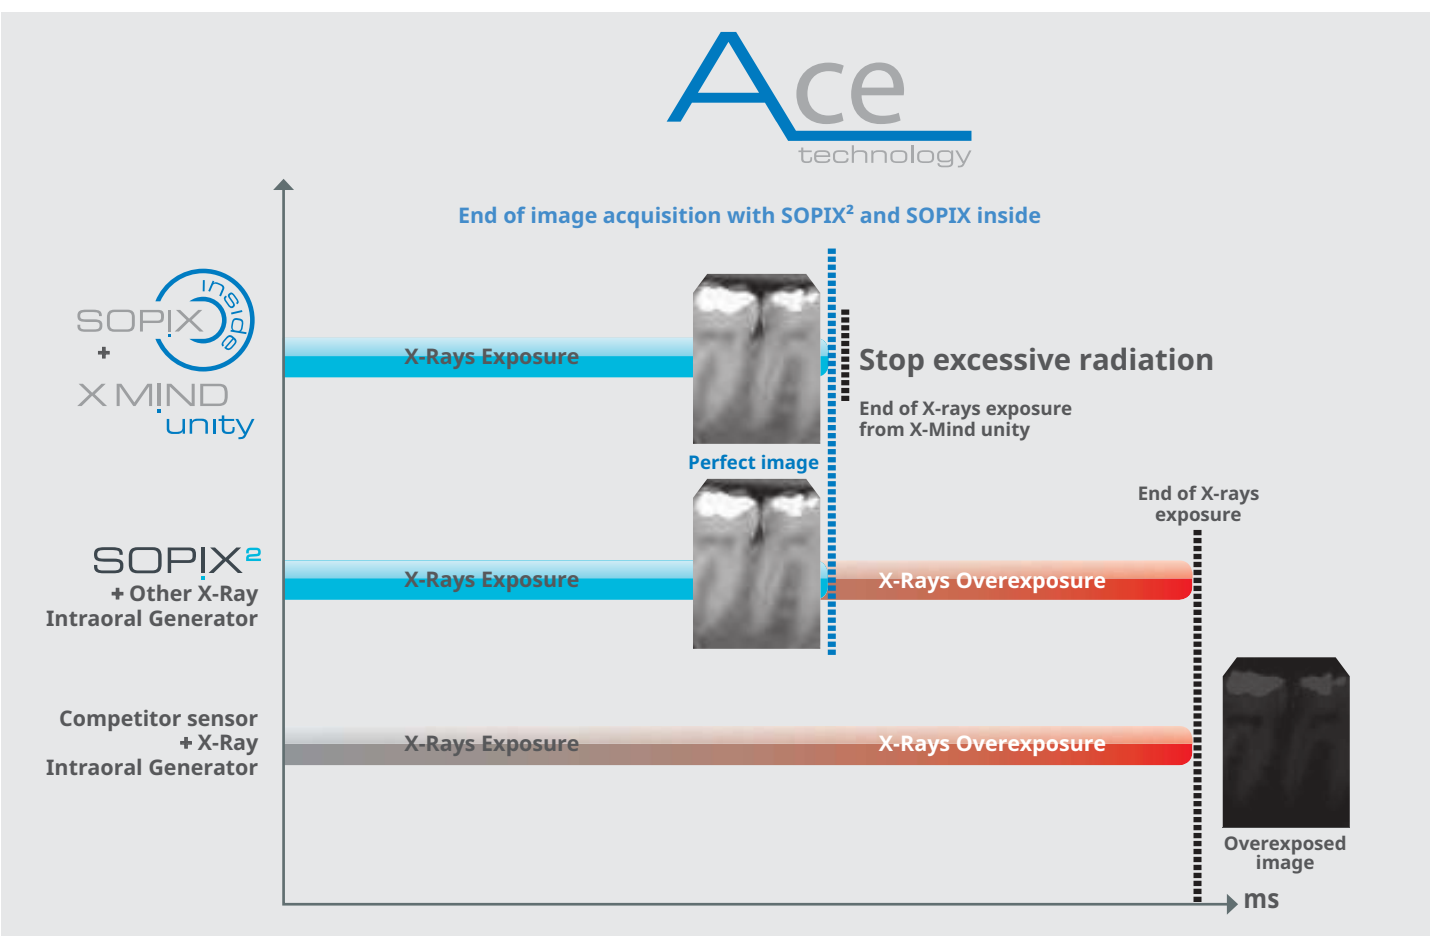 Ace
technology
End of image acquisition with SOPIX² and SOPIX inside
SOPIX inside
+
X MIND
unity
X-Rays Exposure
Stop excessive radiation
End of X-rays exposure
from X-Mind unity
Perfect image
End of X-rays
exposure
SOPIX²
+ Other X-Ray
Intraoral Generator
X-Rays Exposure
X-Rays Overexposure
Competitor sensor
+ X-Ray
Intraoral Generator
X-Rays Exposure
X-Rays Overexposure
Overexposed
image
ms